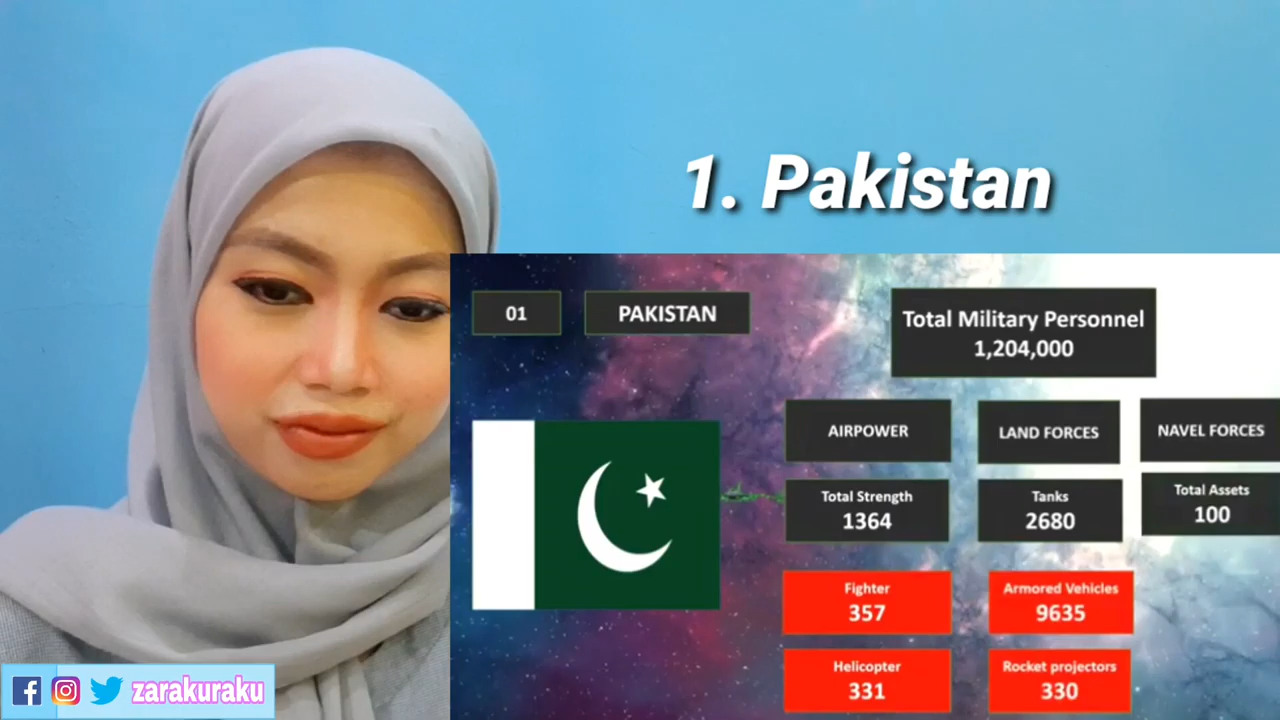 1. Pakistan
01
PAKISTAN
Total Military Personnel
1,204,000
AIRPOWER
LAND FORCES
NAVEL FORCES
Total Strength
1364
Tanks
2680
Total Assets
100
Fighter
357
Armored Vehicles
9635
Helicopter
331
Rocket projectors
330
zarakuraku